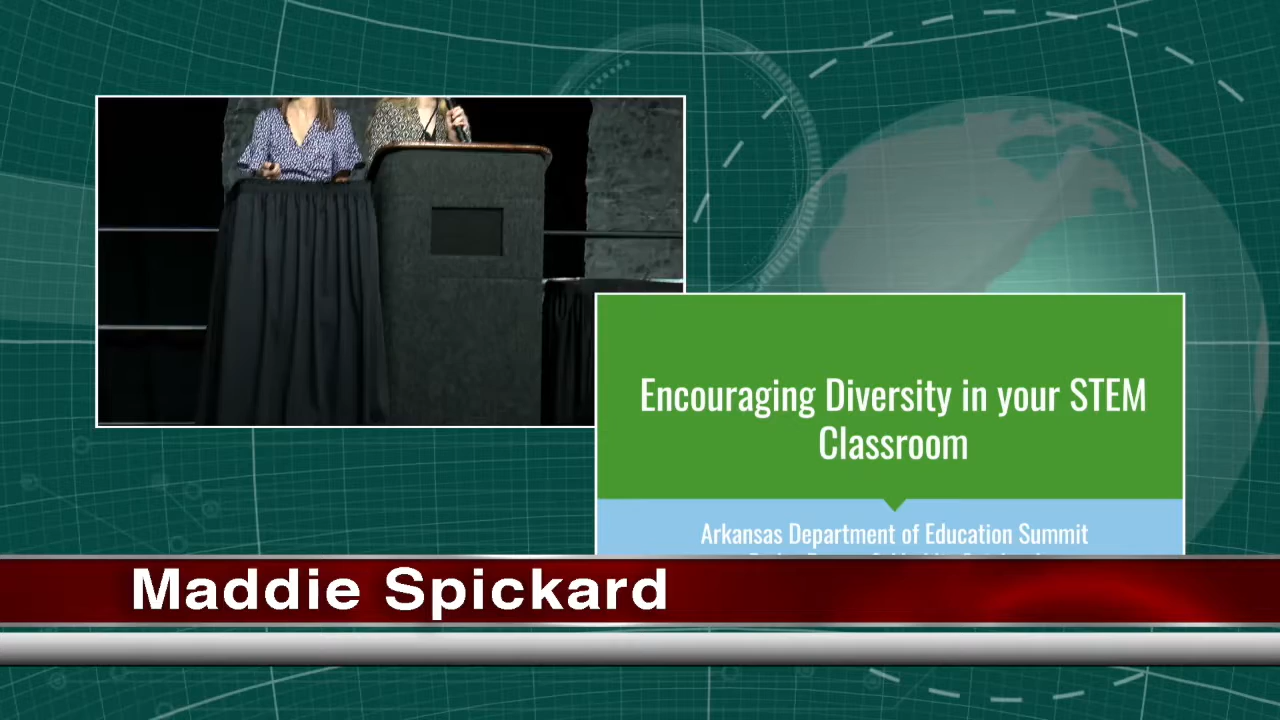 Encouraging Diversity in your STEM
Classroom
Arkansas Department of Education Summit
Maddie Spickard